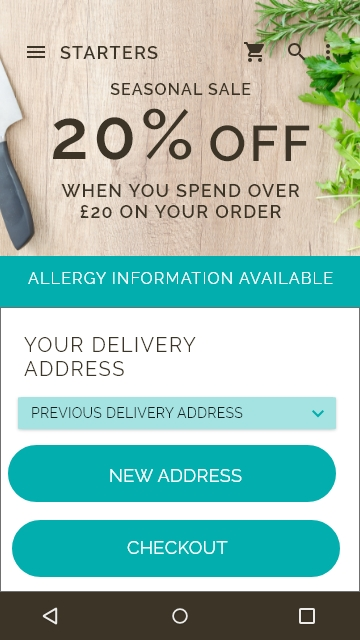 STARTERS
SEASONAL SALE
20% OFF
WHEN YOU SPEND OVER
£20 ON YOUR ORDER
ALLERGY INFORMATION AVAILABLE
YOUR DELIVERY
ADDRESS
PREVIOUS DELIVERY ADDRESS
NEW ADDRESS
CHECKOUT